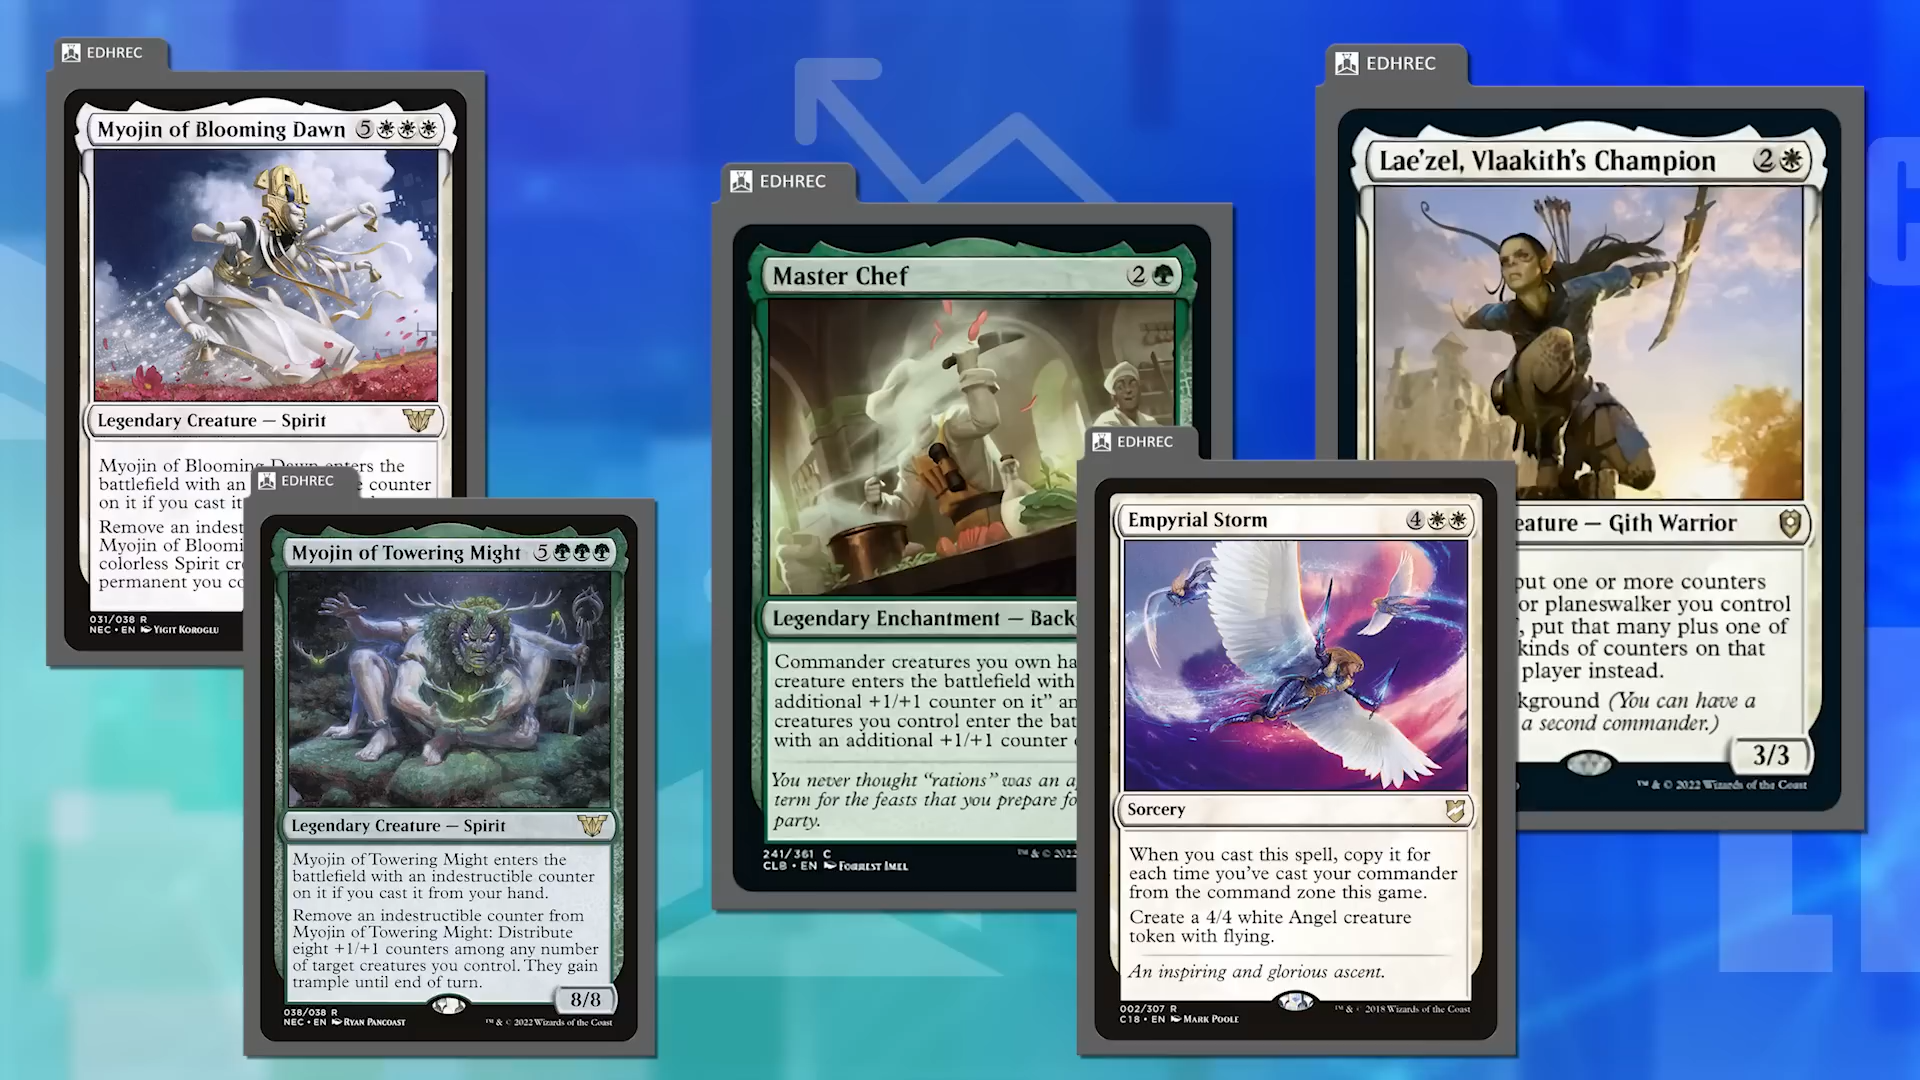 EDHREC
Myojin of Blooming Dawn 5
Legendary Creature — Spirit
Myojin of Blooming Dawn enters the
battlefield with an counter
on it if you cast it
Remove an
Myojin of
colorless Spirit
permanent you
031/038 R
NEC • EN YIGIT KOROGLU
EDHREC
Myojin of Towering Might 5
Legendary Creature — Spirit
Myojin of Towering Might enters the
battlefield with an indestructible counter
on it if you cast it from your hand.
Remove an indestructible counter from
Myojin of Towering Might: Distribute
eight +1/+1 counters among any number
of target creatures you control. They gain
trample until end of turn.
8/8
038/038 R
NEC • EN RYAN PANCOAST
™ & © 2022 Wizards of the Coast
EDHREC
Master Chef 2
Legendary Enchantment — Back
Commander creatures you own ha
creature enters the battlefield with
additional +1/+1 counter on it" an
creatures you control enter the bat
with an additional +1/+1 counter
You never thought "rations" was an a
term for the feasts that you prepare fo
party.
241/361 C
CLB • EN FORREST IMEL
™ & © 2022
EDHREC
Empyrial Storm 4
Sorcery
When you cast this spell, copy it for
each time you've cast your commander
from the command zone this game.
Create a 4/4 white Angel creature
token with flying.
An inspiring and glorious ascent.
002/307 R
C18 • EN MARK POOLE
™ & © 2018 Wizards of the Coast
EDHREC
Lae'zel, Vlaakith's Champion 2
eature — Gith Warrior
put one or more counters
or planeswalker you control
, put that many plus one of
kinds of counters on that
player instead.
kground (You can have a
a second commander.)
3/3
™ & © 2022 Wizards of the Coast